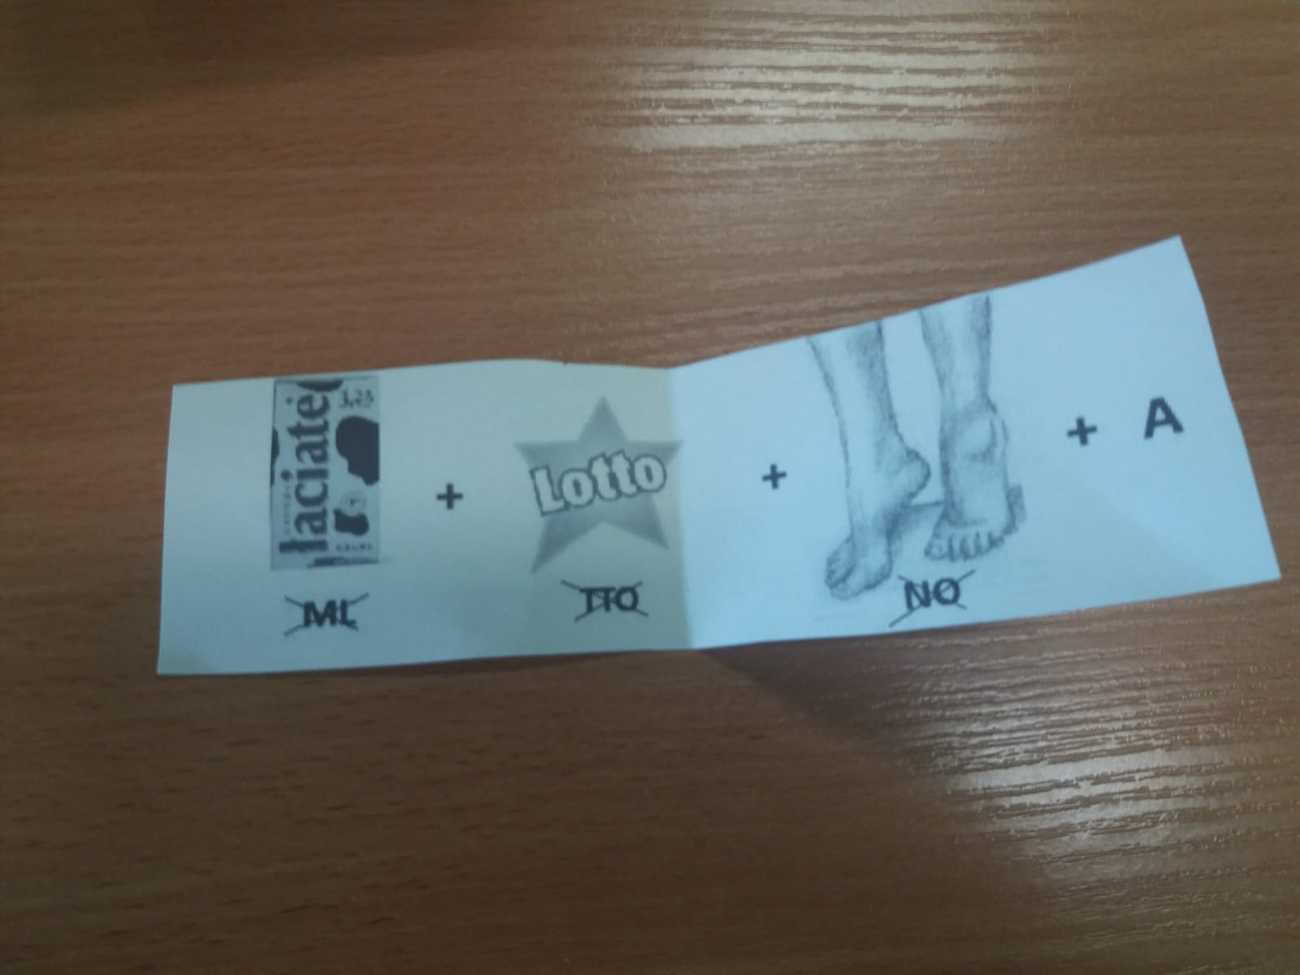 łaciate
3,2%
+
Lotto
+
+ A
ML
TTO
NO